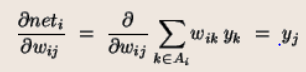 ∂net_i/∂w_ij = ∂/∂w_ij ∑_{k∈A_i} w_ik y_k = y_j